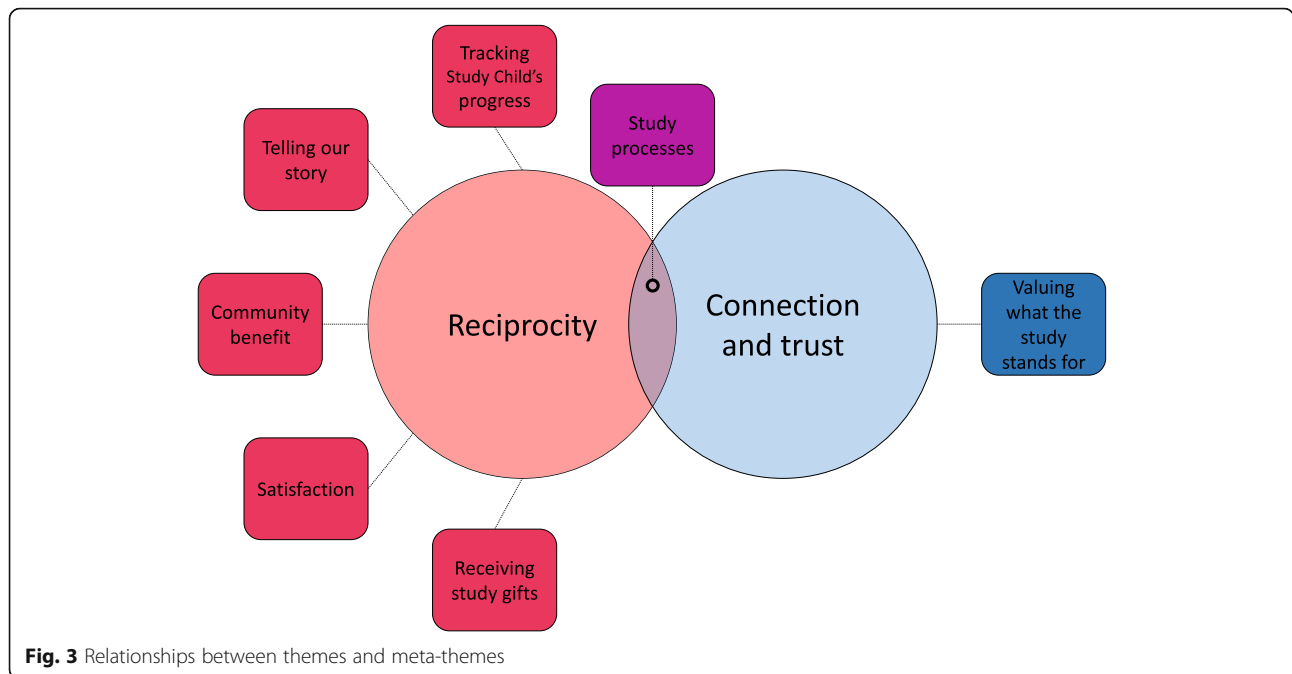 Tracking
Study Child's
progress
Study
processes
Telling our
story
Community
benefit
Reciprocity
Connection
and trust
Valuing
what the
study
stands for
Satisfaction
Receiving
study gifts
Fig. 3 Relationships between themes and meta-themes